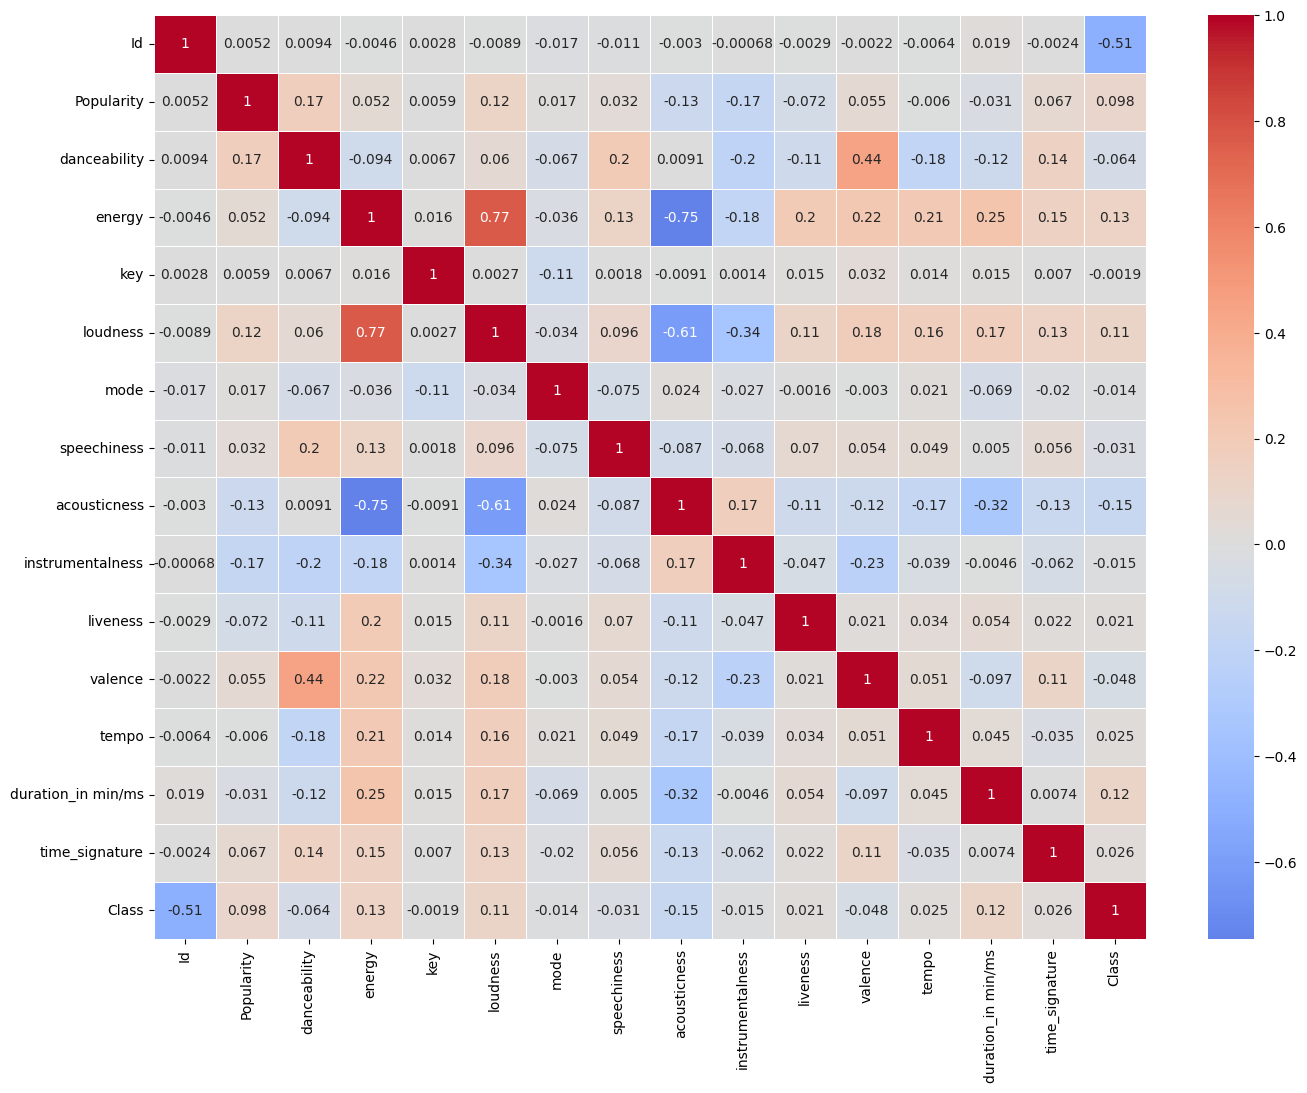 Id 1 0.0052 0.0094 -0.0046 0.0028 -0.0089 -0.017 -0.011 -0.003 -0.00068 -0.0029 -0.0022 -0.0064 0.019 -0.0024 -0.51
Popularity 0.0052 1 0.17 0.052 0.0059 0.12 0.017 0.032 -0.13 -0.17 -0.072 0.055 -0.006 -0.031 0.067 0.098
danceability 0.0094 0.17 1 -0.094 0.0067 0.06 -0.067 0.2 0.0091 -0.2 -0.11 0.44 -0.18 -0.12 0.14 -0.064
energy -0.0046 0.052 -0.094 1 0.016 0.77 -0.036 0.13 -0.75 -0.18 0.2 0.22 0.21 0.25 0.15 0.13
key 0.0028 0.0059 0.0067 0.016 1 0.0027 -0.11 0.0018 -0.0091 0.0014 0.015 0.032 0.014 0.015 0.007 -0.0019
loudness -0.0089 0.12 0.06 0.77 0.0027 1 -0.034 0.096 -0.61 -0.34 0.11 0.18 0.16 0.17 0.13 0.11
mode -0.017 0.017 -0.067 -0.036 -0.11 -0.034 1 -0.075 0.024 -0.027 -0.0016 -0.003 0.021 -0.069 -0.02 -0.014
speechiness -0.011 0.032 0.2 0.13 0.0018 0.096 -0.075 1 -0.087 -0.068 0.07 0.054 0.049 0.005 0.056 -0.031
acousticness -0.003 -0.13 0.0091 -0.75 -0.0091 -0.61 0.024 -0.087 1 0.17 -0.11 -0.12 -0.17 -0.32 -0.13 -0.15
instrumentalness -0.00068 -0.17 -0.2 -0.18 0.0014 -0.34 -0.027 -0.068 0.17 1 -0.047 -0.23 -0.039 -0.0046 -0.062 -0.015
liveness -0.0029 -0.072 -0.11 0.2 0.015 0.11 -0.0016 0.07 -0.11 -0.047 1 0.021 0.034 0.054 0.022 0.021
valence -0.0022 0.055 0.44 0.22 0.032 0.18 -0.003 0.054 -0.12 -0.23 0.021 1 0.051 -0.097 0.11 -0.048
tempo -0.0064 -0.006 -0.18 0.21 0.014 0.16 0.021 0.049 -0.17 -0.039 0.034 0.051 1 0.045 -0.035 0.025
duration_in min/ms 0.019 -0.031 -0.12 0.25 0.015 0.17 -0.069 0.005 -0.32 -0.0046 0.054 -0.097 0.045 1 0.0074 0.12
time_signature -0.0024 0.067 0.14 0.15 0.007 0.13 -0.02 0.056 -0.13 -0.062 0.022 0.11 -0.035 0.0074 1 0.026
Class -0.51 0.098 -0.064 0.13 -0.0019 0.11 -0.014 -0.031 -0.15 -0.015 0.021 -0.048 0.025 0.12 0.026 1
Id
Popularity
danceability
energy
key
loudness
mode
speechiness
acousticness
instrumentalness
liveness
valence
tempo
duration_in min/ms
time_signature
Class
1.0
0.8
0.6
0.4
0.2
0.0
−0.2
−0.4
−0.6